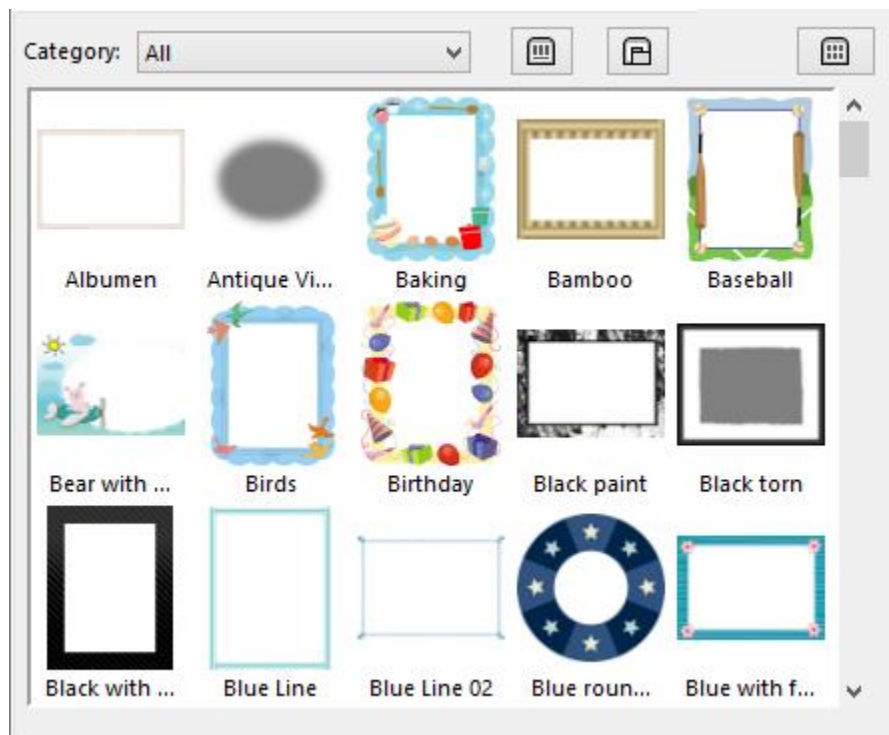 Category: All
Albumen Antique Vi... Baking Bamboo Baseball
Bear with ... Birds Birthday Black paint Black torn
Black with ... Blue Line Blue Line 02 Blue roun... Blue with f...